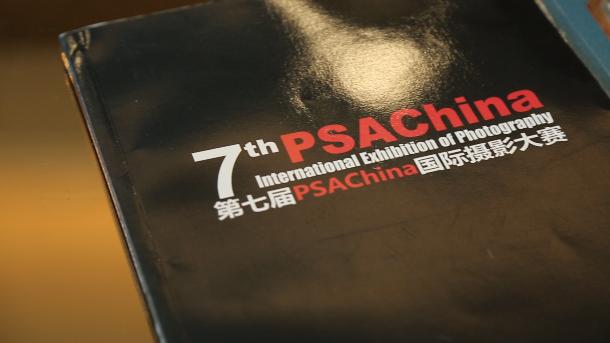 7th PSAChina
International Exhibition of Photography
第七届PSAChina国际摄影大赛